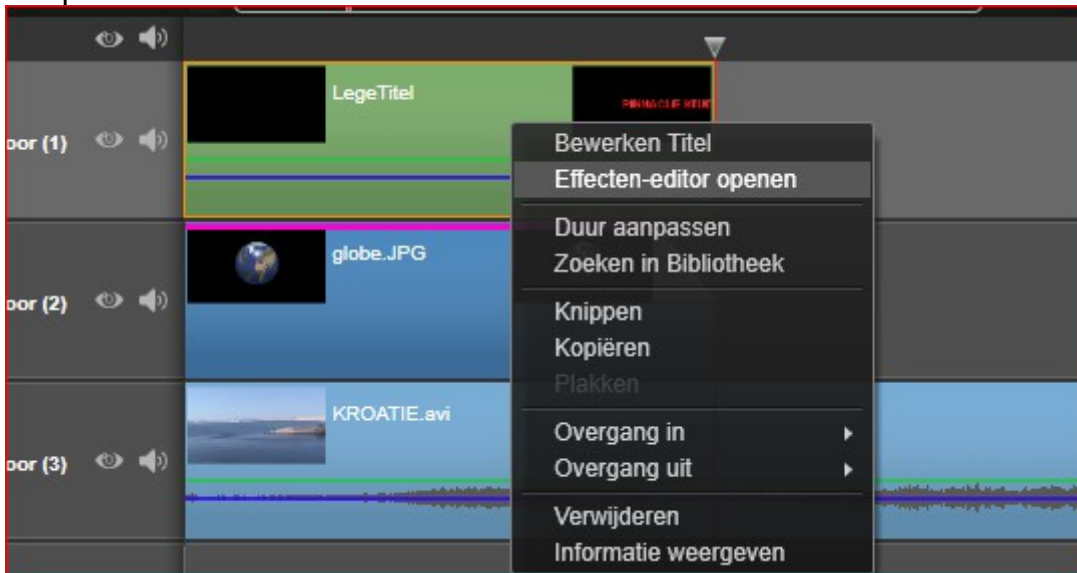 LegeTitel
PINNACLE
oor (1)
Bewerken Titel
Effecten-editor openen
Duur aanpassen
globe.JPG
Zoeken in Bibliotheek
oor (2)
Knippen
Kopiëren
Plakken
KROATIE.avi
Overgang in
oor (3)
Overgang uit
Verwijderen
Informatie weergeven